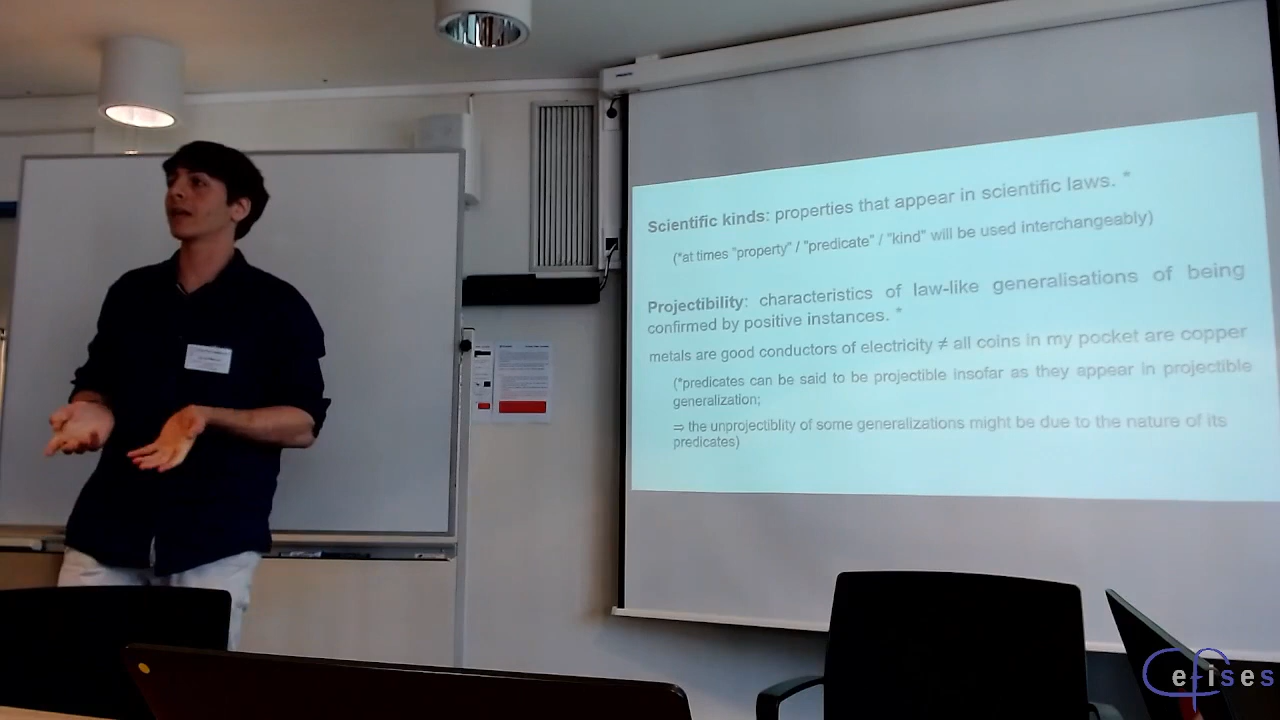 Scientific kinds: properties that appear in scientific laws. *
(*at times "property" / "predicate" / "kind" will be used interchangeably)
Projectibility: characteristics of law-like generalisations of being
confirmed by positive instances. *
metals are good conductors of electricity ≠ all coins in my pocket are copper
(*predicates can be said to be projectible insofar as they appear in projectible
generalization;
⇒ the unprojectiblity of some generalizations might be due to the nature of its
predicates)
Cefises